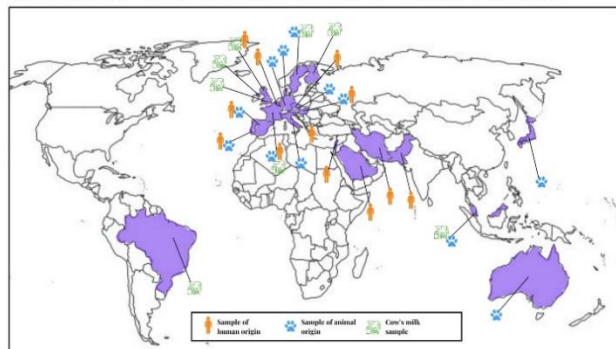 Sample of
human origin
Sample of animal
origin
Cow's milk
sample